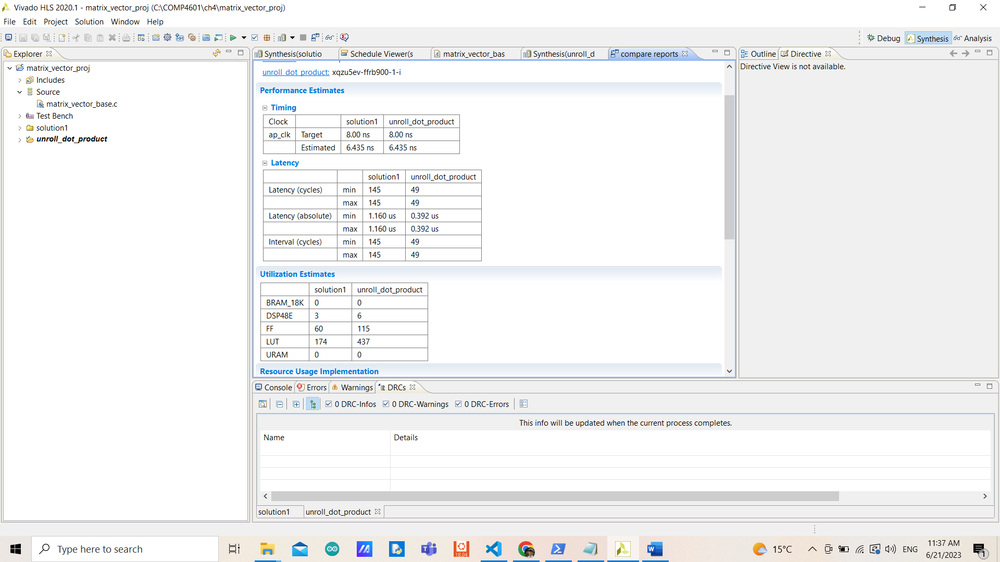 Vivado HLS 2020.1 - matrix_vector_proj (C:\COMP4601\ch4\matrix_vector_proj)
File Edit Project Solution Window Help
Debug Synthesis Analysis
Explorer
matrix_vector_proj
Includes
Source
matrix_vector_base.c
Test Bench
solution1
unroll_dot_product
Synthesis(solutio Schedule Viewer(s matrix_vector_bas Synthesis(unroll_d compare reports
unroll_dot_product: xqzu5ev-ffrb900-1-i
Performance Estimates
Timing
Clock solution1 unroll_dot_product
ap_clk Target 8.00 ns 8.00 ns
Estimated 6.435 ns 6.435 ns
Latency
solution1 unroll_dot_product
Latency (cycles) min 145 49
max 145 49
Latency (absolute) min 1.160 us 0.392 us
max 1.160 us 0.392 us
Interval (cycles) min 145 49
max 145 49
Utilization Estimates
solution1 unroll_dot_product
BRAM_18K 0 0
DSP48E 3 6
FF 60 115
LUT 174 437
URAM 0 0
Resource Usage Implementation
Outline Directive
Directive View is not available.
Console Errors Warnings DRCs
0 DRC-Infos 0 DRC-Warnings 0 DRC-Errors
This info will be updated when the current process completes.
Name Details
solution1 unroll_dot_product
Type here to search
18.04
15°C
ENG
11:37 AM
6/21/2023
1